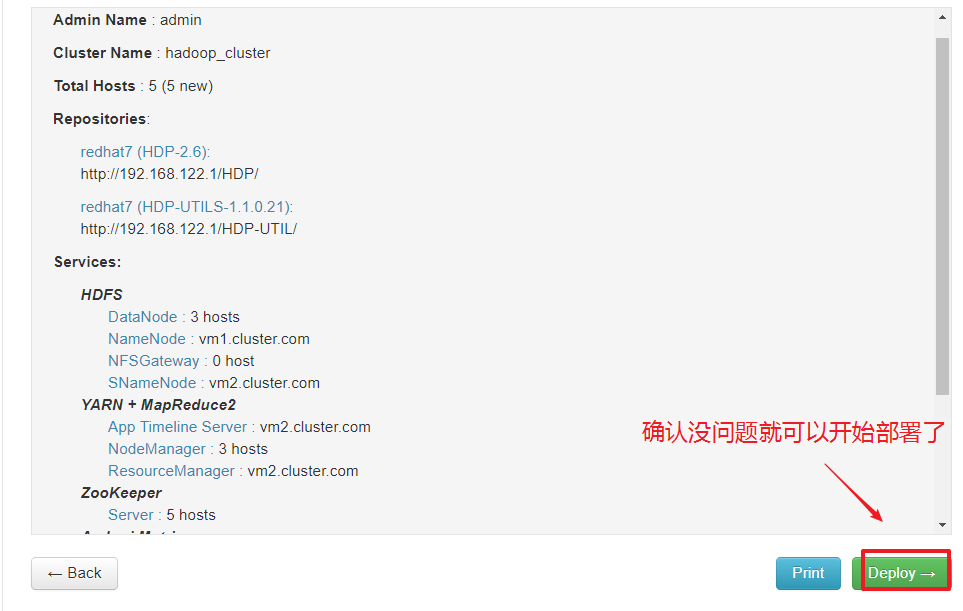 Admin Name : admin
Cluster Name : hadoop_cluster
Total Hosts : 5 (5 new)
Repositories:
redhat7 (HDP-2.6):
http://192.168.122.1/HDP/
redhat7 (HDP-UTILS-1.1.0.21):
http://192.168.122.1/HDP-UTIL/
Services:
HDFS
DataNode : 3 hosts
NameNode : vm1.cluster.com
NFSGateway : 0 host
SNameNode : vm2.cluster.com
YARN + MapReduce2
App Timeline Server : vm2.cluster.com
NodeManager : 3 hosts
ResourceManager : vm2.cluster.com
ZooKeeper
Server : 5 hosts
确认没问题就可以开始部署了
← Back
Print
Deploy →